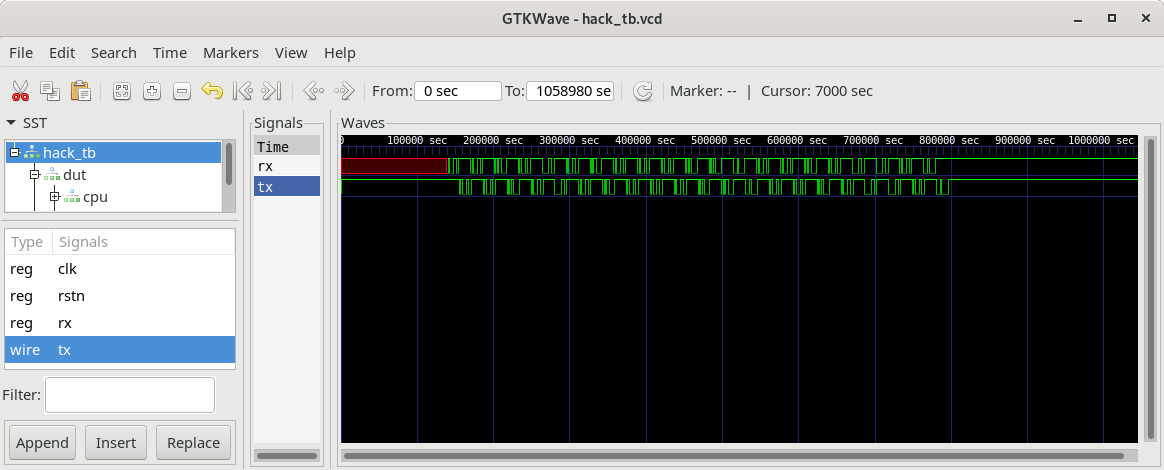 GTKWave - hack_tb.vcd
File Edit Search Time Markers View Help
From: 0 sec To: 1058980 se Marker: -- | Cursor: 7000 sec
SST
hack_tb
dut
cpu
Type Signals
reg clk
reg rstn
reg rx
wire tx
Filter:
Append Insert Replace
Signals
Time
rx
tx
Waves
0 100000 sec 200000 sec 300000 sec 400000 sec 500000 sec 600000 sec 700000 sec 800000 sec 900000 sec 1000000 sec